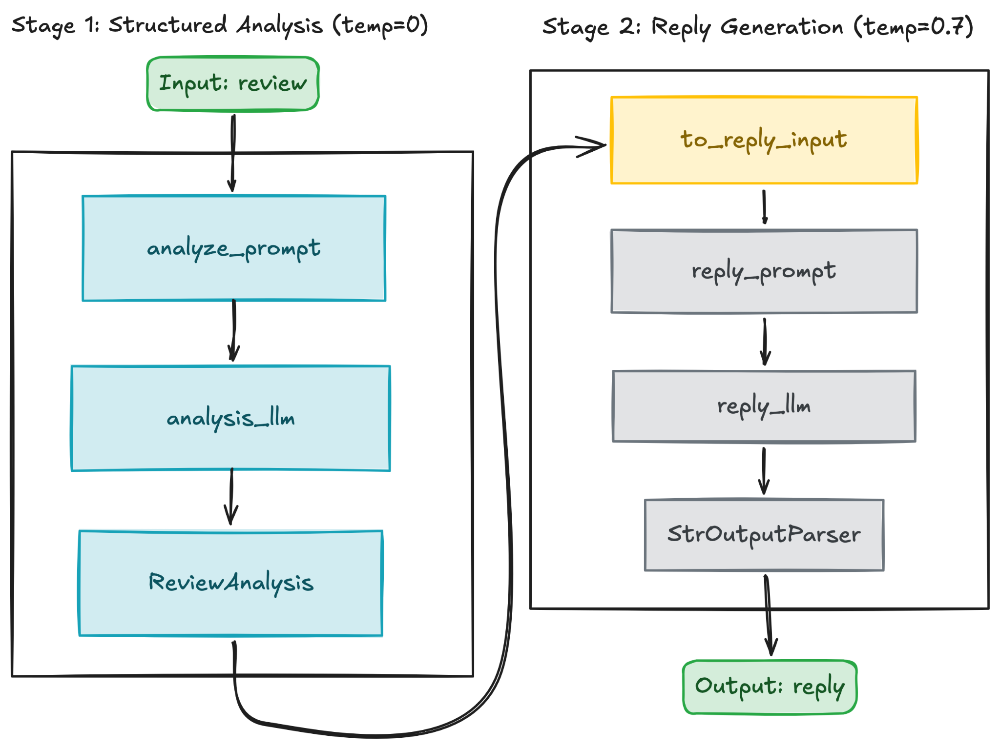 Stage 1: Structured Analysis (temp=0)
Input: review
analyze_prompt
analysis_llm
ReviewAnalysis
Stage 2: Reply Generation (temp=0.7)
to_reply_input
reply_prompt
reply_llm
StrOutputParser
Output: reply